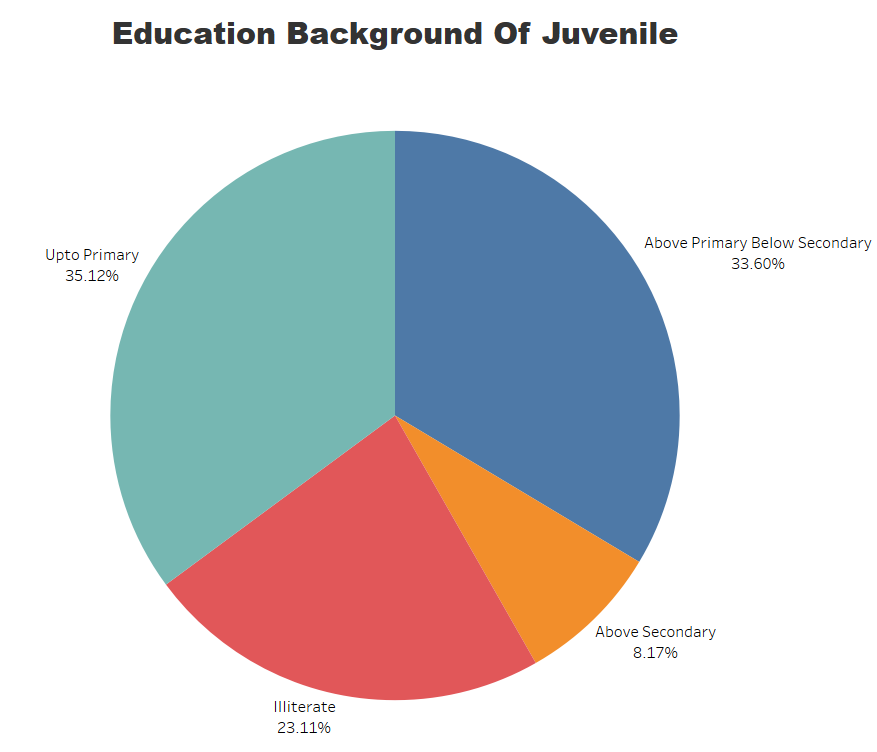 Education Background Of Juvenile
Above Primary Below Secondary
33.60%
Upto Primary
35.12%
Above Secondary
8.17%
Illiterate
23.11%